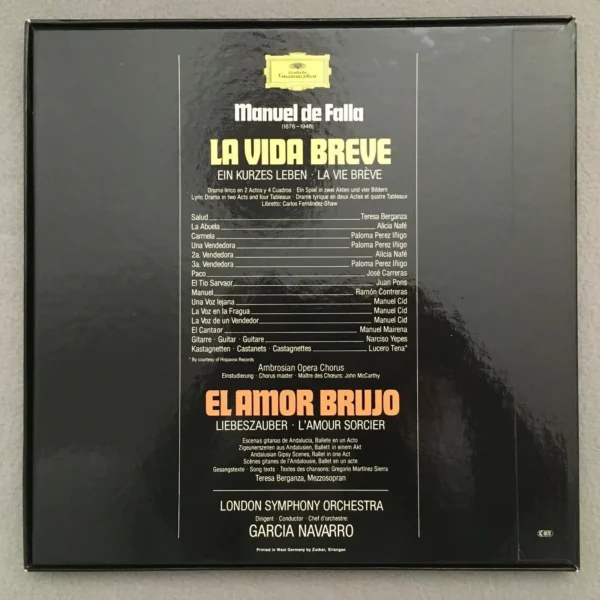 Deutsche
Grammophon
Manuel de Falla
(1876–1946)
LA VIDA BREVE
EIN KURZES LEBEN · LA VIE BRÈVE
Drama lírico en 2 Actos y 4 Cuadros · Ein Spiel in zwei Akten und vier Bildern
Lyric Drama in two Acts and four Tableaux · Drame lyrique en deux Actes et quatre Tableaux
Libretto: Carlos Fernández-Shaw
Salud Teresa Berganza
La Abuela Alicia Nafé
Carmela Paloma Perez Iñigo
Una Vendedora Paloma Perez Iñigo
2a. Vendedora Alicia Nafé
3a. Vendedora Paloma Perez Iñigo
Paco José Carreras
El Tio Sarvaor Juan Pons
Manuel Ramón Contreras
Una Voz lejana Manuel Cid
La Voz en la Fragua Manuel Cid
La Voz de un Vendedor Manuel Cid
El Cantaor Manuel Mairena
Gitarre · Guitar · Guitare Narciso Yepes
Kastagnetten · Castanets · Castagnettes Lucero Tena*
* By courtesy of Hispavox Records
Ambrosian Opera Chorus
Einstudierung · Chorus master · Maître des Chœurs: John McCarthy
EL AMOR BRUJO
LIEBESZAUBER · L'AMOUR SORCIER
Escenas gitanas de Andalucía, Ballete en un Acto
Zigeunerszenen aus Andalusien, Ballett in einem Akt
Andalusian Gipsy Scenes, Ballet in one Act
Scènes gitanes de l'Andalousie, Ballet en un acte
Gesangstexte · Song texts · Textes des chansons: Gregorio Martínez Sierra
Teresa Berganza, Mezzosopran
LONDON SYMPHONY ORCHESTRA
Dirigent · Conductor · Chef d'orchestre:
GARCIA NAVARRO
Printed in West Germany by Zucker, Erlangen